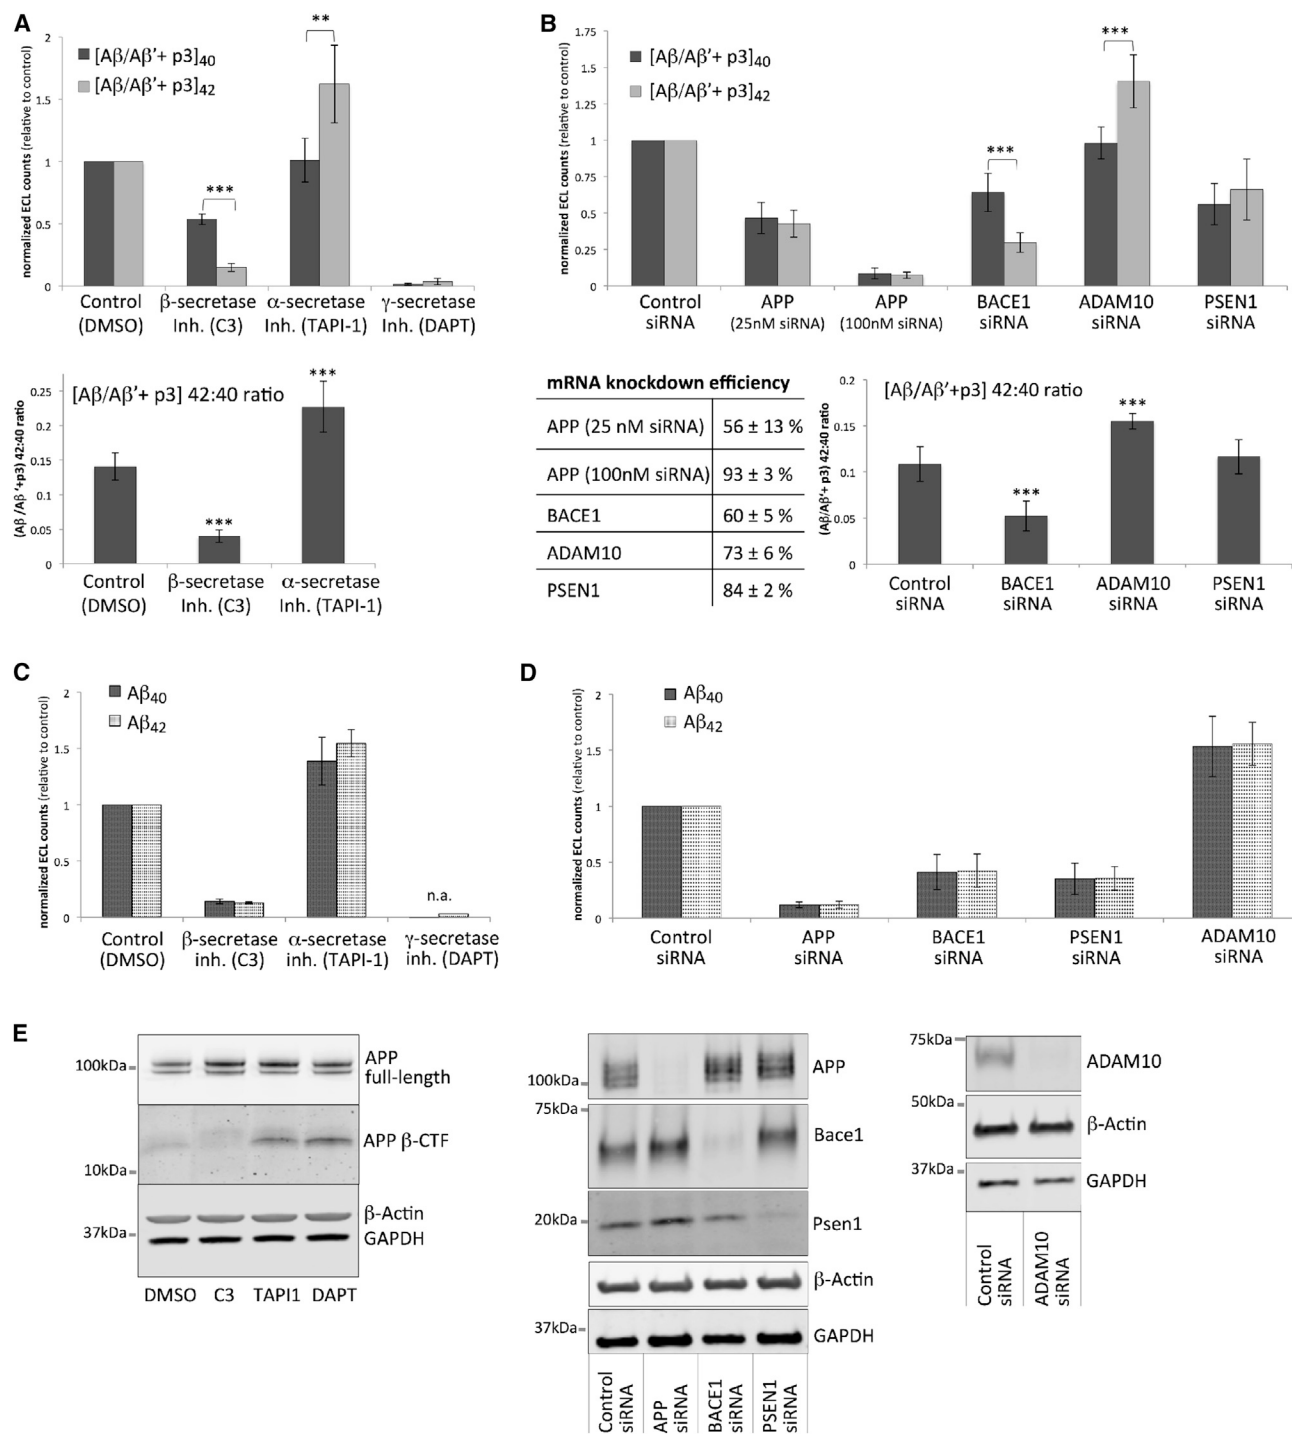 A
normalized ECL counts (relative to control)
2
1.5
1
0.5
0
[Aβ/Aβ'+ p3]40
[Aβ/Aβ'+ p3]42
***
**
Control (DMSO)
β-secretase Inh. (C3)
α-secretase Inh. (TAPI-1)
γ-secretase Inh. (DAPT)
(Aβ /Aβ '+p3) 42:40 ratio
0.25
0.2
0.15
0.1
0.05
0
[Aβ/Aβ'+ p3] 42:40 ratio
***
***
Control (DMSO)
β-secretase Inh. (C3)
α-secretase Inh. (TAPI-1)
B
normalized ECL counts (relative to control)
1.75
1.5
1.25
1
0.75
0.5
0.25
0
[Aβ/Aβ'+ p3]40
[Aβ/Aβ'+ p3]42
***
***
Control siRNA
APP (25nM siRNA)
APP (100nM siRNA)
BACE1 siRNA
ADAM10 siRNA
PSEN1 siRNA
mRNA knockdown efficiency
APP (25 nM siRNA) 56 ± 13 %
APP (100nM siRNA) 93 ± 3 %
BACE1 60 ± 5 %
ADAM10 73 ± 6 %
PSEN1 84 ± 2 %
(Aβ/Aβ'+ p3) 42:40 ratio
0.2
0.15
0.1
0.05
0
[Aβ/Aβ'+p3] 42:40 ratio
***
***
Control siRNA
BACE1 siRNA
ADAM10 siRNA
PSEN1 siRNA
C
normalized ECL counts (relative to control)
2
1.5
1
0.5
0
Aβ40
Aβ42
n.a.
Control (DMSO)
β-secretase inh. (C3)
α-secretase inh. (TAPI-1)
γ-secretase inh. (DAPT)
D
normalized ECL counts (relative to control)
2
1.5
1
0.5
0
Aβ40
Aβ42
Control siRNA
APP siRNA
BACE1 siRNA
PSEN1 siRNA
ADAM10 siRNA
E
100kDa
APP full-length
APP β-CTF
10kDa
β-Actin
37kDa
GAPDH
DMSO C3 TAPI1 DAPT
APP
100kDa
75kDa
Bace1
20kDa
Psen1
β-Actin
37kDa
GAPDH
Control siRNA
APP siRNA
BACE1 siRNA
PSEN1 siRNA
75kDa
ADAM10
50kDa
β-Actin
37kDa
GAPDH
Control siRNA
ADAM10 siRNA